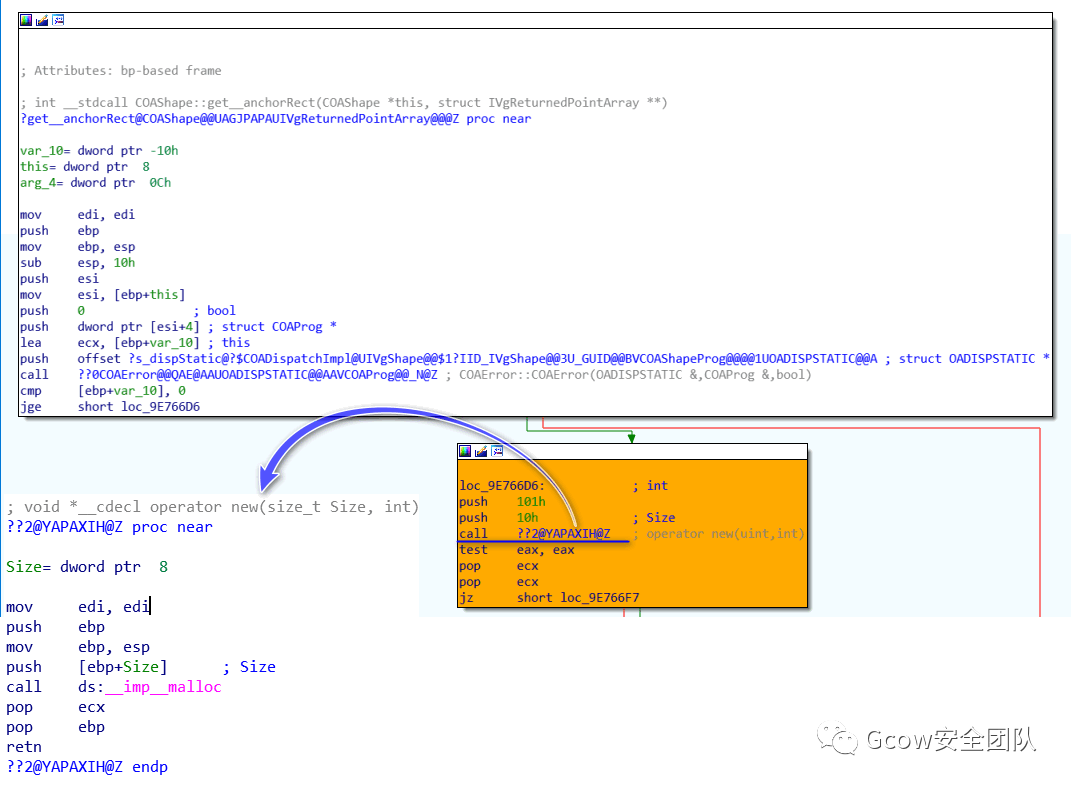 ; Attributes: bp-based frame
; int __stdcall COAShape::get__anchorRect(COAShape *this, struct IVgReturnedPointArray **)
?get__anchorRect@COAShape@@UAGJPAPAUIVgReturnedPointArray@@@Z proc near
var_10= dword ptr -10h
this= dword ptr  8
arg_4= dword ptr  0Ch
mov     edi, edi
push    ebp
mov     ebp, esp
sub     esp, 10h
push    esi
mov     esi, [ebp+this]
push    0               ; bool
push    dword ptr [esi+4] ; struct COAProg *
lea     ecx, [ebp+var_10] ; this
push    offset ?s_dispStatic@?$COADispatchImpl@UIVgShape@@$1?IID_IVgShape@@3U_GUID@@BVCOAShapeProg@@@@1UOADISPSTATIC@@A ; struct OADISPSTATIC *
call    ??0COAError@@QAE@AAUOADISPSTATIC@@AAVCOAProg@@_N@Z ; COAError::COAError(OADISPSTATIC &,COAProg &,bool)
cmp     [ebp+var_10], 0
jge     short loc_9E766D6
loc_9E766D6:            ; int
push    101h
push    10h             ; Size
call    ??2@YAPAXIH@Z   ; operator new(uint,int)
test    eax, eax
pop     ecx
pop     ecx
jz      short loc_9E766F7
; void *__cdecl operator new(size_t Size, int)
??2@YAPAXIH@Z proc near
Size= dword ptr  8
mov     edi, edi
push    ebp
mov     ebp, esp
push    [ebp+Size]      ; Size
call    ds:__imp__malloc
pop     ecx
pop     ebp
retn
??2@YAPAXIH@Z endp
Gcow安全团队